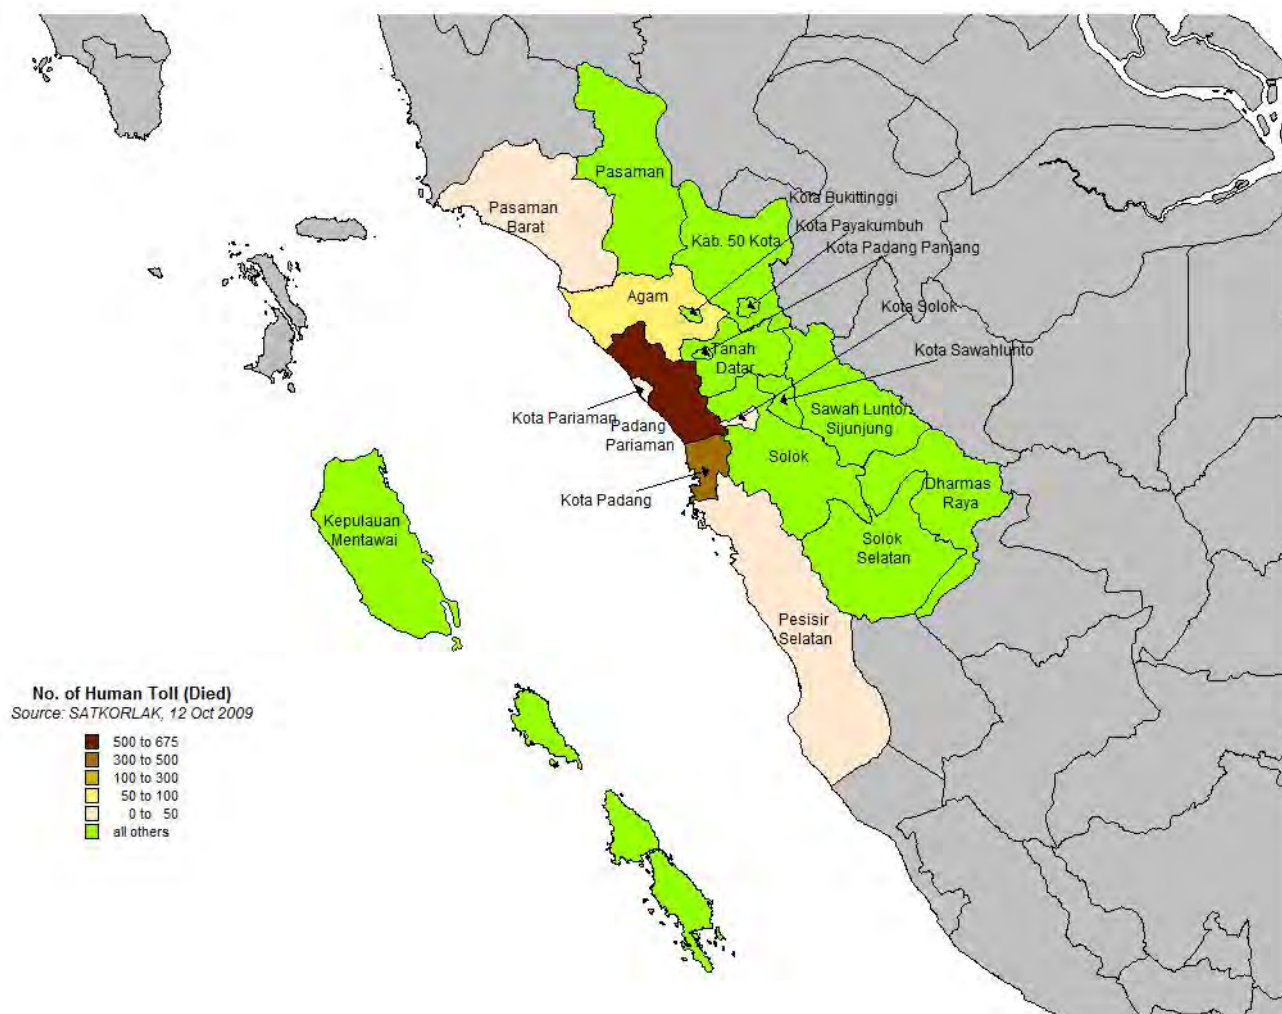 Kota Bukittinggi
Pasaman
Pasaman
Barat
Kota Payakumbuh
Kab. 50 Kota
Kota Padang Panjang
Agam
Kota Solok
Tanah
Datar
Kota Sawahlunto
Kota Pariaman
Padang
Pariaman
Sawah Lunto/
Sijunjung
Solok
Kota Padang
Dharmas
Raya
Kepulauan
Mentawai
Solok
Selatan
Pesisir
Selatan
No. of Human Toll (Died)
Source: SATKORLAK, 12 Oct 2009
500 to 675
300 to 500
100 to 300
50 to 100
0 to 50
all others